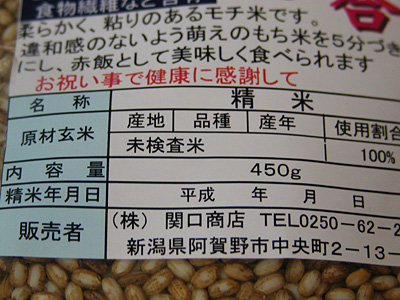 食物繊維など
合
柔らかく、粘りのあるモチ米です。
違和感のないよう萌えのもち米を5分づき
にし、赤飯として美味しく食べられます
お祝い事で健康に感謝して
名 称 精 米
原材玄米 産地 品種 産年 使用割合
未検査米 100%
内 容 量 450g
精米年月日 平成 年 月 日
販売者 (株) 関口商店 TEL0250-62-2
新潟県阿賀野市中央町2-13-